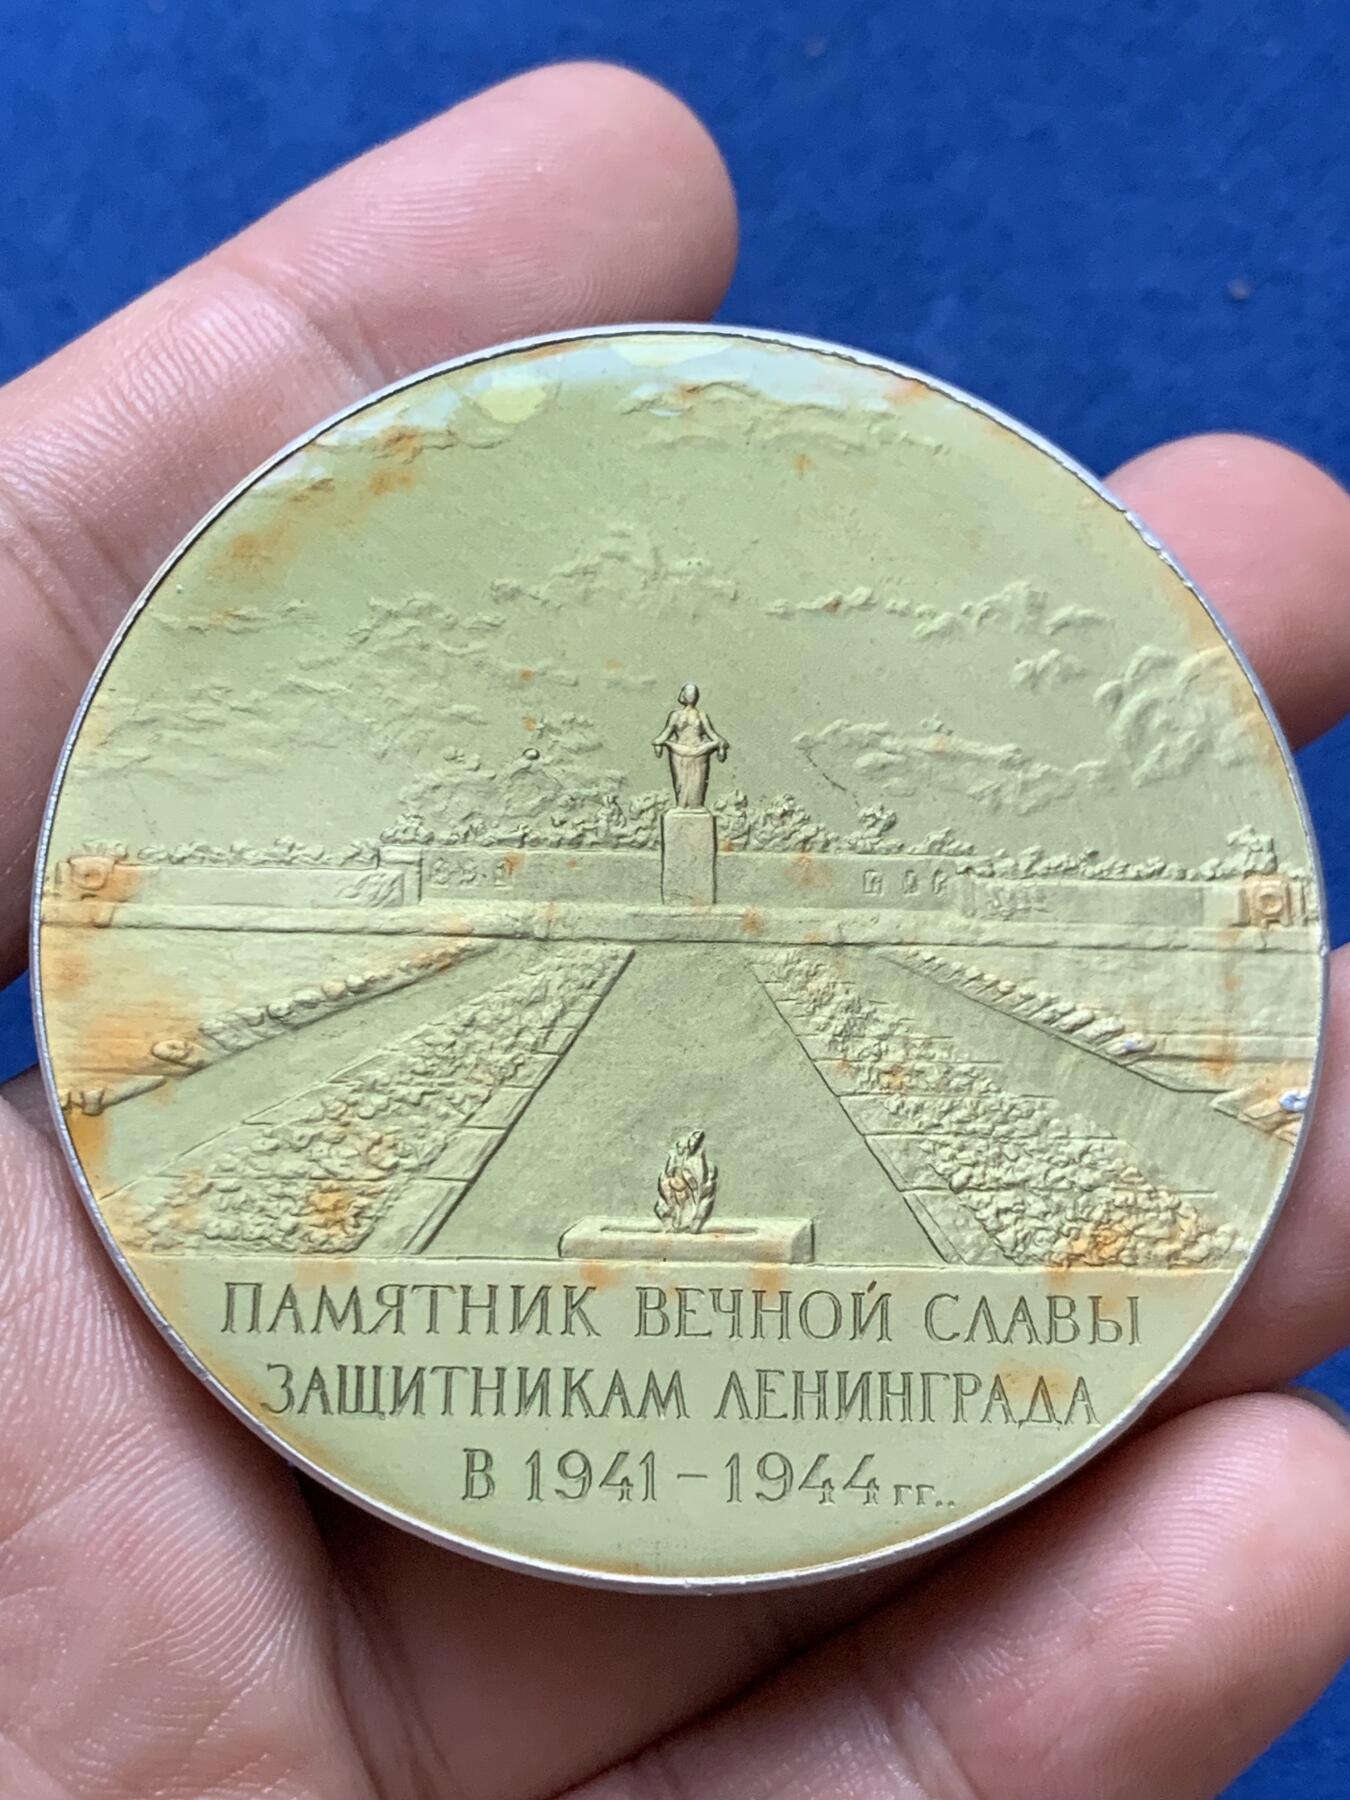 ПАМЯТНИК ВЕЧНОЙ СЛАВЫ
ЗАЩИТНИКАМ ЛЕНИНГРАДА
В 1941-1944 гг..